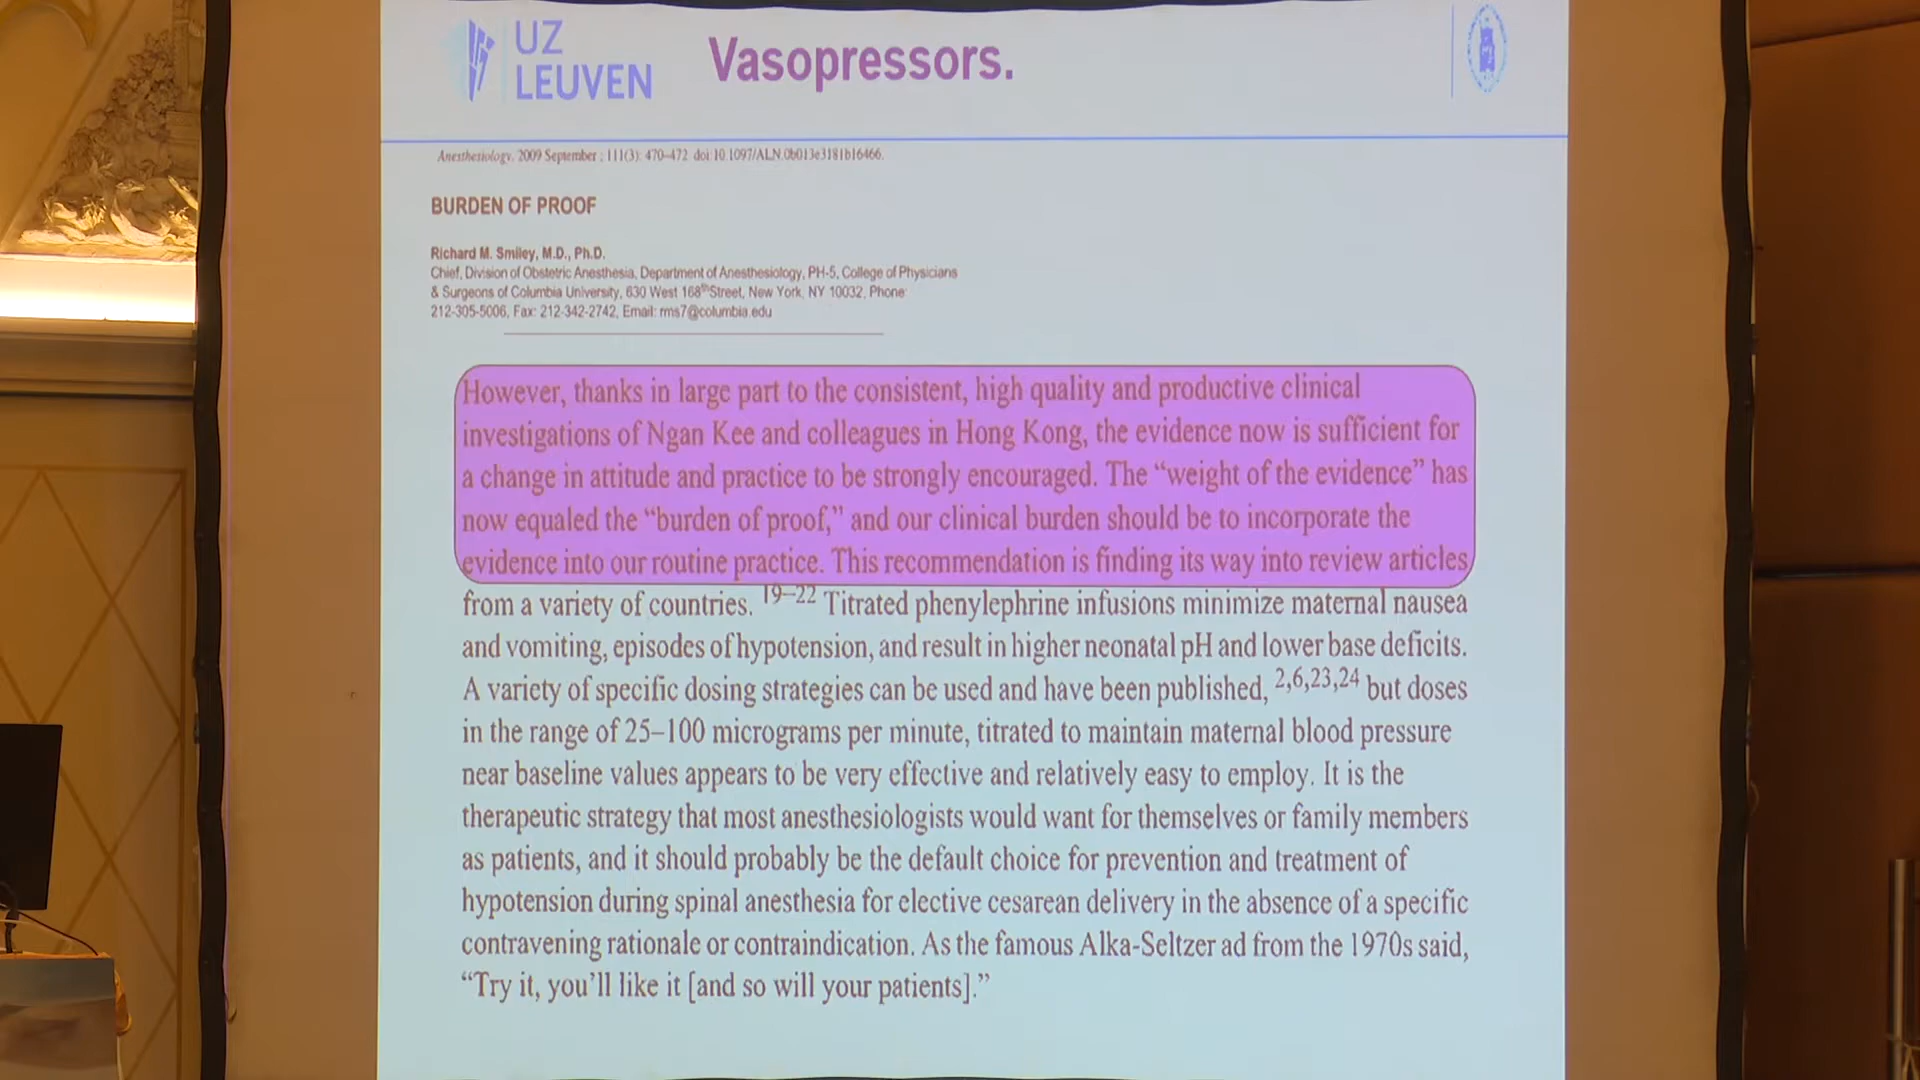 UZ
LEUVEN
Vasopressors.
Anesthesiology. 2009 September ; 111(3): 470–472. doi:10.1097/ALN.0b013e3181b16466.
BURDEN OF PROOF
Richard M. Smiley, M.D., Ph.D.
Chief, Division of Obstetric Anesthesia, Department of Anesthesiology, PH-5, College of Physicians
& Surgeons of Columbia University, 630 West 168th Street, New York, NY 10032, Phone:
212-305-5006, Fax: 212-342-2742, Email: rms7@columbia.edu
However, thanks in large part to the consistent, high quality and productive clinical
investigations of Ngan Kee and colleagues in Hong Kong, the evidence now is sufficient for
a change in attitude and practice to be strongly encouraged. The “weight of the evidence” has
now equaled the “burden of proof,” and our clinical burden should be to incorporate the
evidence into our routine practice. This recommendation is finding its way into review articles
from a variety of countries. 19–22 Titrated phenylephrine infusions minimize maternal nausea
and vomiting, episodes of hypotension, and result in higher neonatal pH and lower base deficits.
A variety of specific dosing strategies can be used and have been published, 2,6,23,24 but doses
in the range of 25–100 micrograms per minute, titrated to maintain maternal blood pressure
near baseline values appears to be very effective and relatively easy to employ. It is the
therapeutic strategy that most anesthesiologists would want for themselves or family members
as patients, and it should probably be the default choice for prevention and treatment of
hypotension during spinal anesthesia for elective cesarean delivery in the absence of a specific
contravening rationale or contraindication. As the famous Alka-Seltzer ad from the 1970s said,
“Try it, you’ll like it [and so will your patients].”